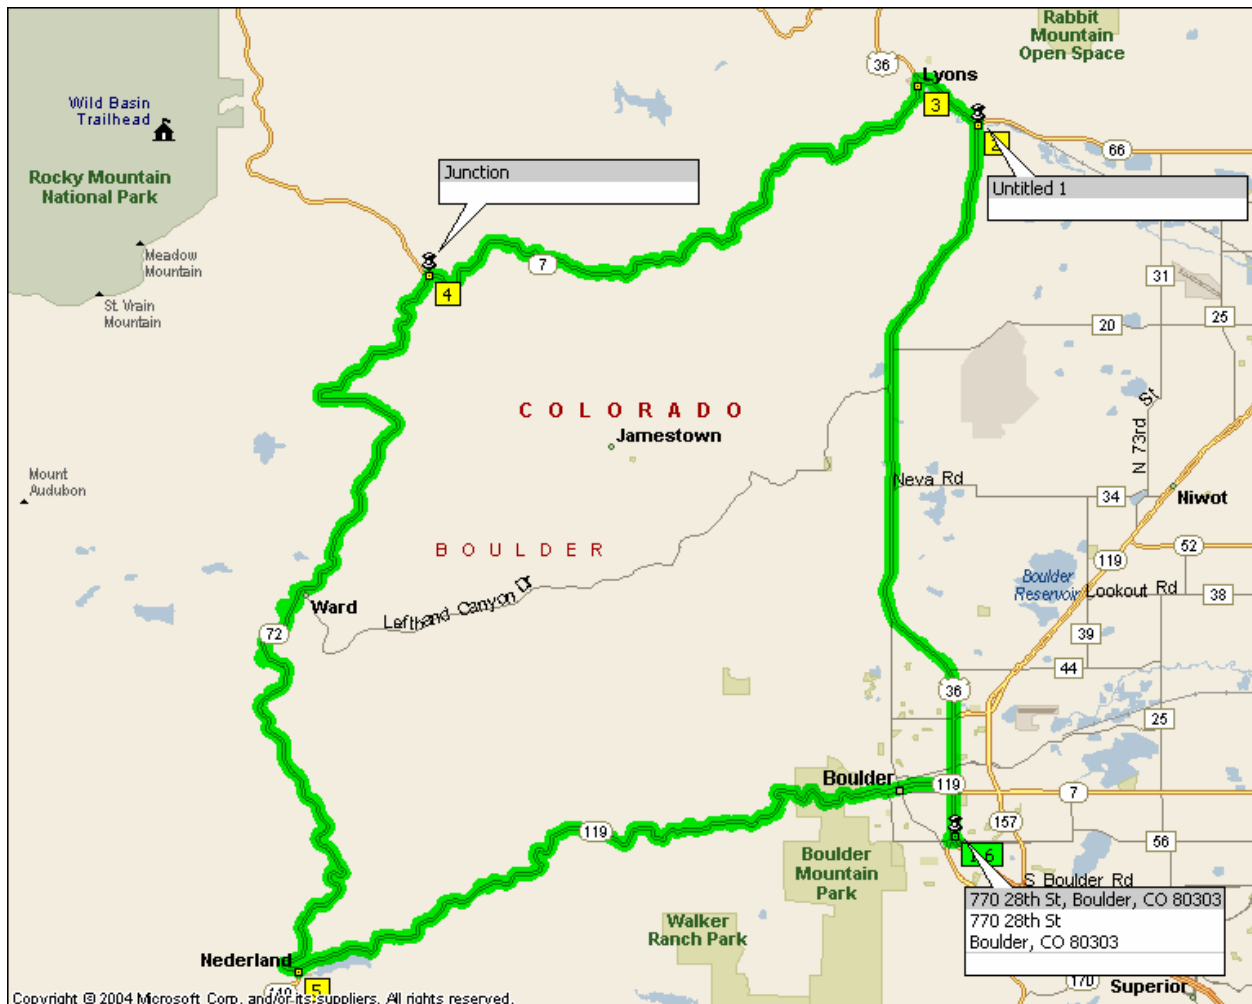 Rabbit
Mountain
Open Space
36
Lyons
Wild Basin
Trailhead
3
2
66
Rocky Mountain
National Park
Junction
Untitled 1
Meadow
Mountain
7
4
31
St. Vrain
Mountain
20
25
COLORADO
Jamestown
N 73rd St
Mount
Audubon
Neva Rd
34
Niwot
BOULDER
52
119
Boulder
Reservoir
Lookout Rd
38
Ward
Lefthand Canyon Dr
72
39
44
36
25
Boulder
119
7
119
157
56
Boulder
Mountain
Park
S Boulder Rd
770 28th St, Boulder, CO 80303
770 28th St
Boulder, CO 80303
Walker
Ranch Park
Nederland
5
170
Superior
Copyright © 2004 Microsoft Corp. and/or its suppliers. All rights reserved.